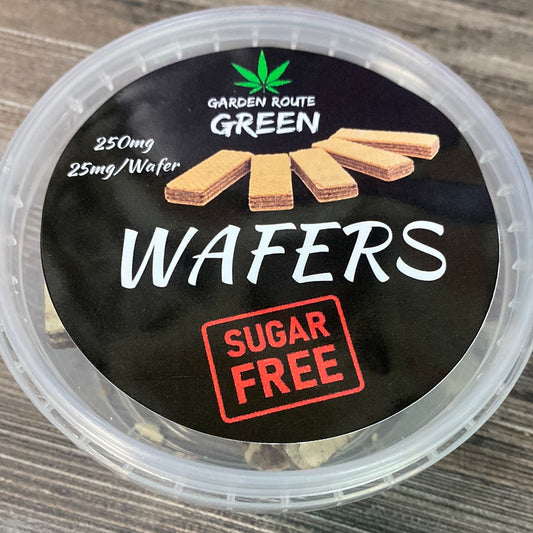 GARDEN ROUTE
GREEN
250mg
25mg/Wafer
WAFERS
SUGAR
FREE